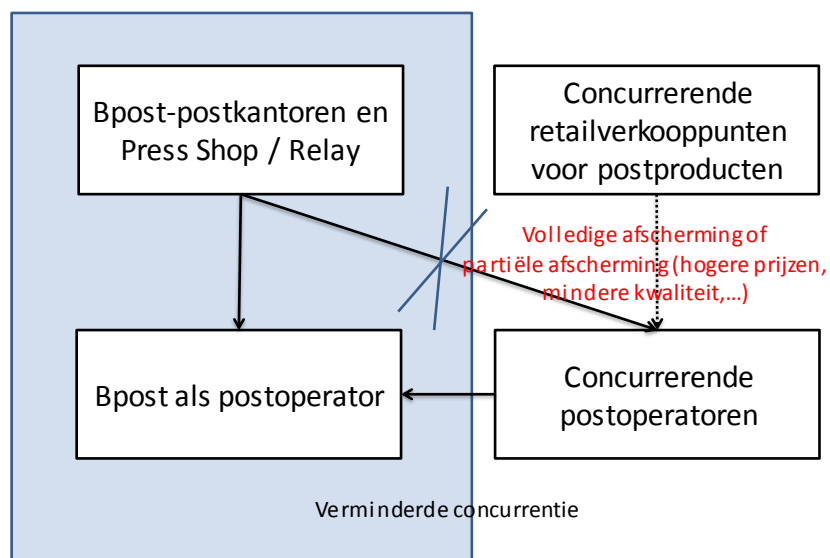 Bpost-postkantoren en
Press Shop / Relay
Concurrerende
retailverkooppunten
voor postproducten
Volledige afscherming of
partiële afscherming (hogere prijzen,
mindere kwaliteit,...)
Bpost als postoperator
Concurrerende
postoperatoren
Verminderde concurrentie